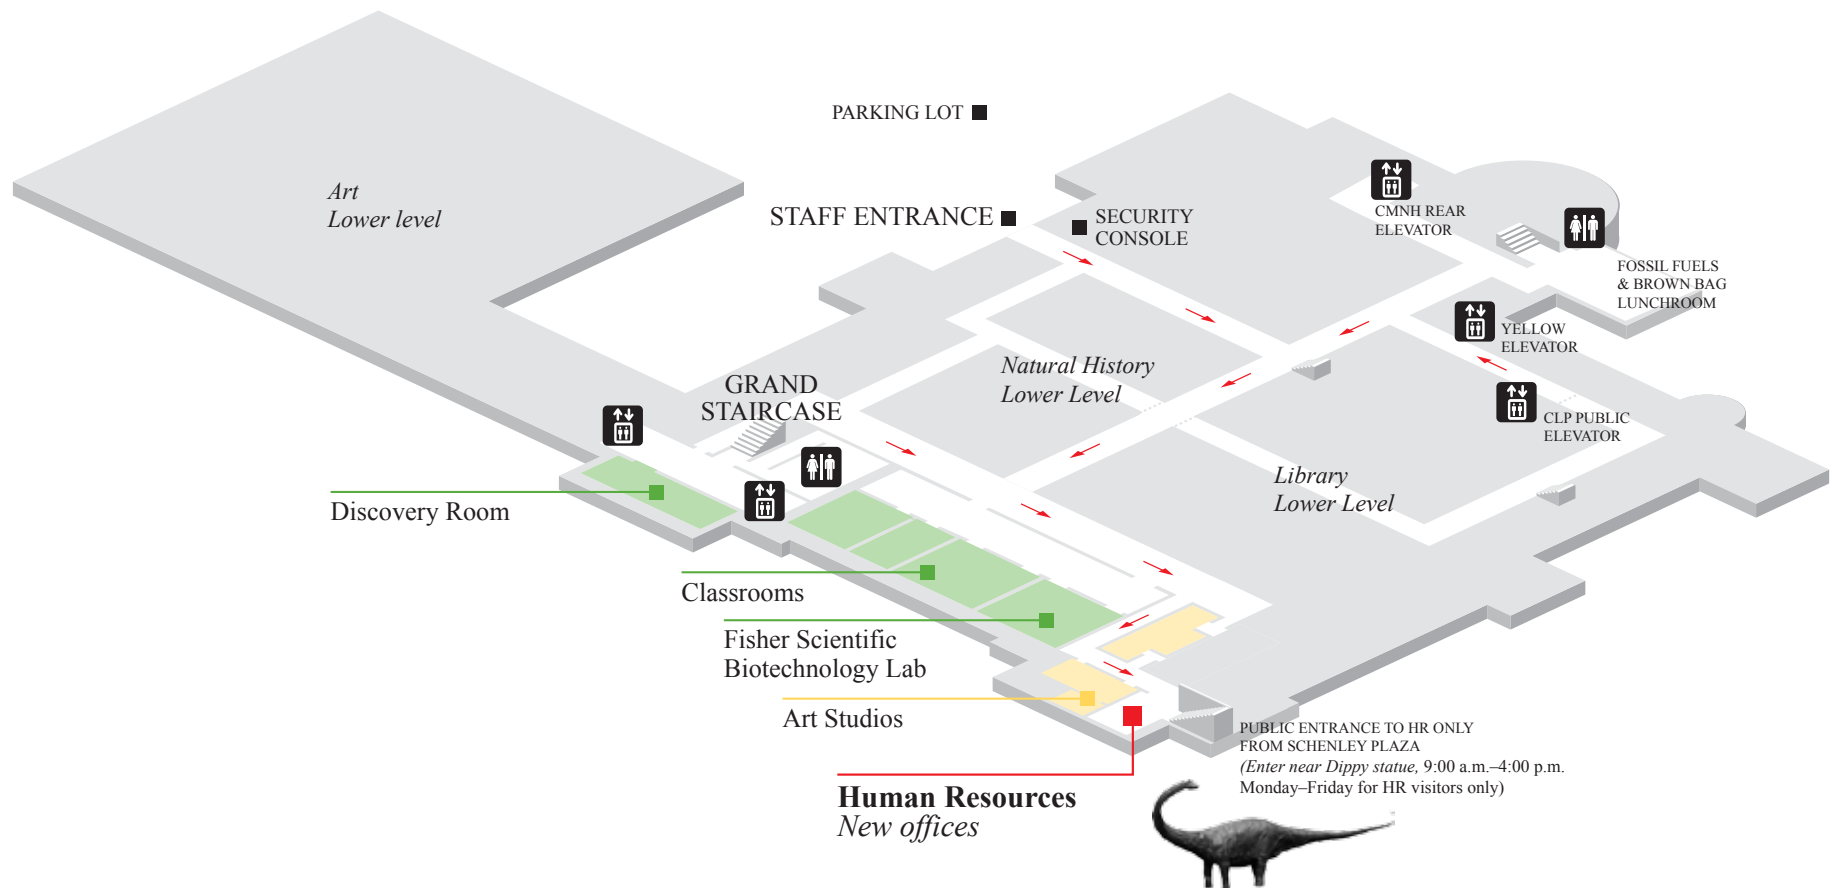 PARKING LOT
Art
Lower level
STAFF ENTRANCE
SECURITY
CONSOLE
CMNH REAR
ELEVATOR
FOSSIL FUELS
& BROWN BAG
LUNCHROOM
YELLOW
ELEVATOR
Natural History
Lower Level
GRAND
STAIRCASE
CLP PUBLIC
ELEVATOR
Library
Lower Level
Discovery Room
Classrooms
Fisher Scientific
Biotechnology Lab
Art Studios
PUBLIC ENTRANCE TO HR ONLY
FROM SCHENLEY PLAZA
(Enter near Dippy statue, 9:00 a.m.–4:00 p.m.
Monday–Friday for HR visitors only)
Human Resources
New offices